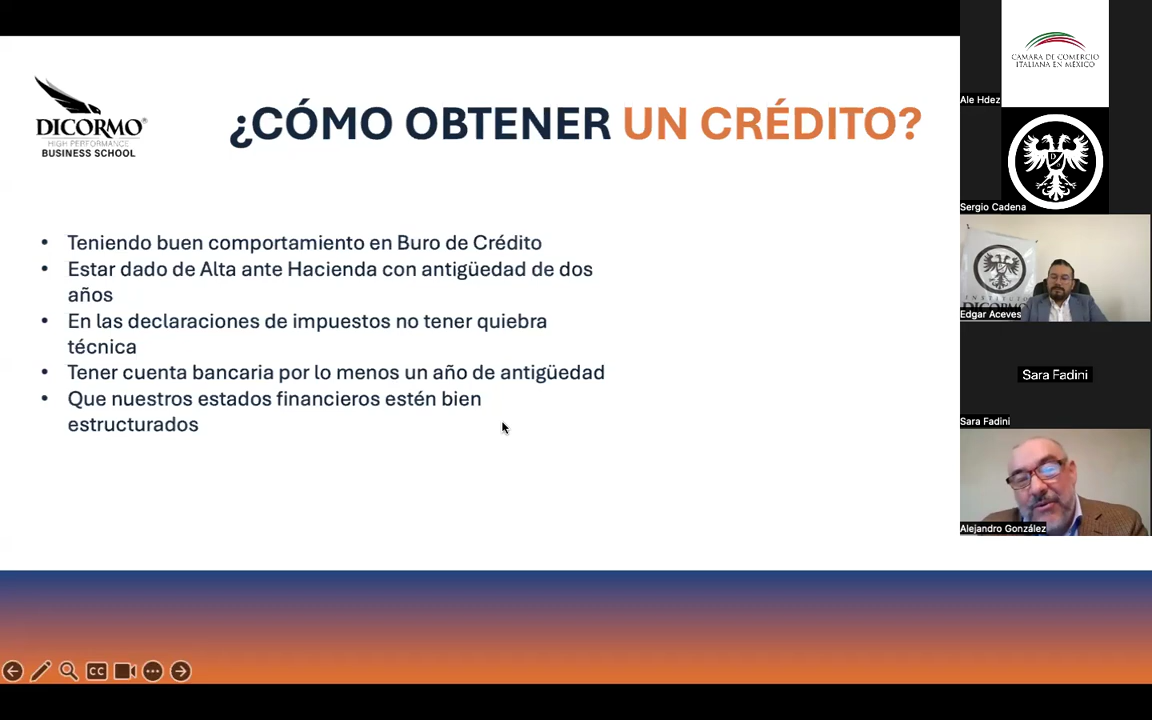 DICORMO®
HIGH PERFORMANCE
BUSINESS SCHOOL
¿CÓMO OBTENER UN CRÉDITO?
• Teniendo buen comportamiento en Buro de Crédito
• Estar dado de Alta ante Hacienda con antigüedad de dos
años
• En las declaraciones de impuestos no tener quiebra
técnica
• Tener cuenta bancaria por lo menos un año de antigüedad
• Que nuestros estados financieros estén bien
estructurados
CC
CAMARA DE COMERCIO
ITALIANA EN MÉXICO
Ale Hdez
Sergio Cadena
INSTITUTO
DICORMO
Edgar Aceves
Sara Fadini
Sara Fadini
Alejandro González